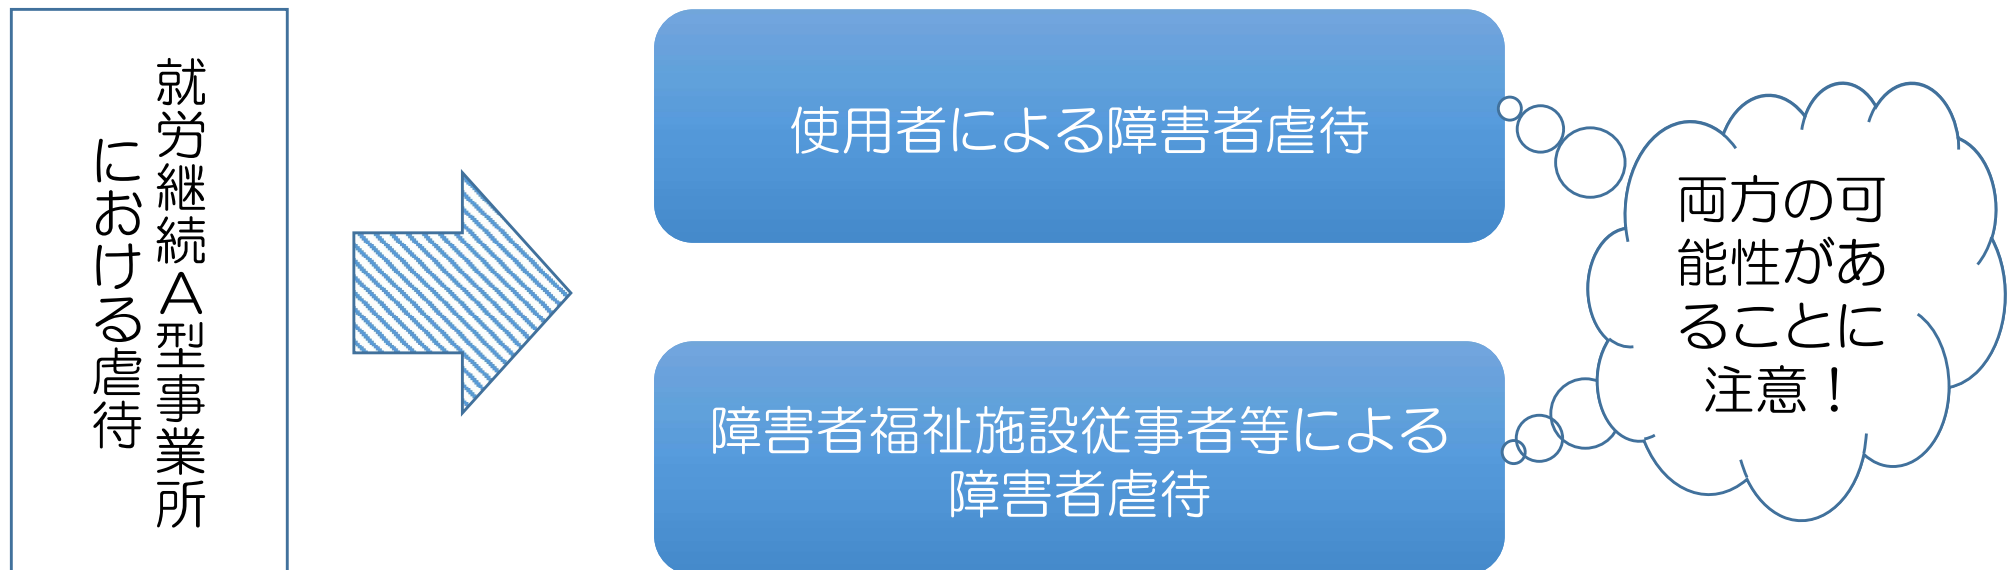 就労継続Ａ型事業所
における虐待
使用者による障害者虐待
障害者福祉施設従事者等による
障害者虐待
両方の可
能性があ
ることに
注意！